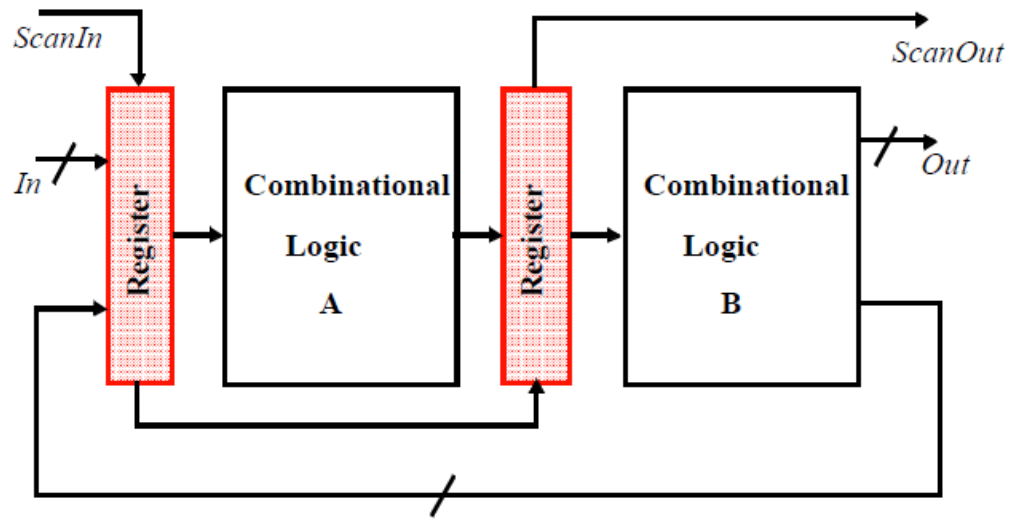 ScanIn
ScanOut
In
Out
Register
Combinational
Logic
A
Register
Combinational
Logic
B